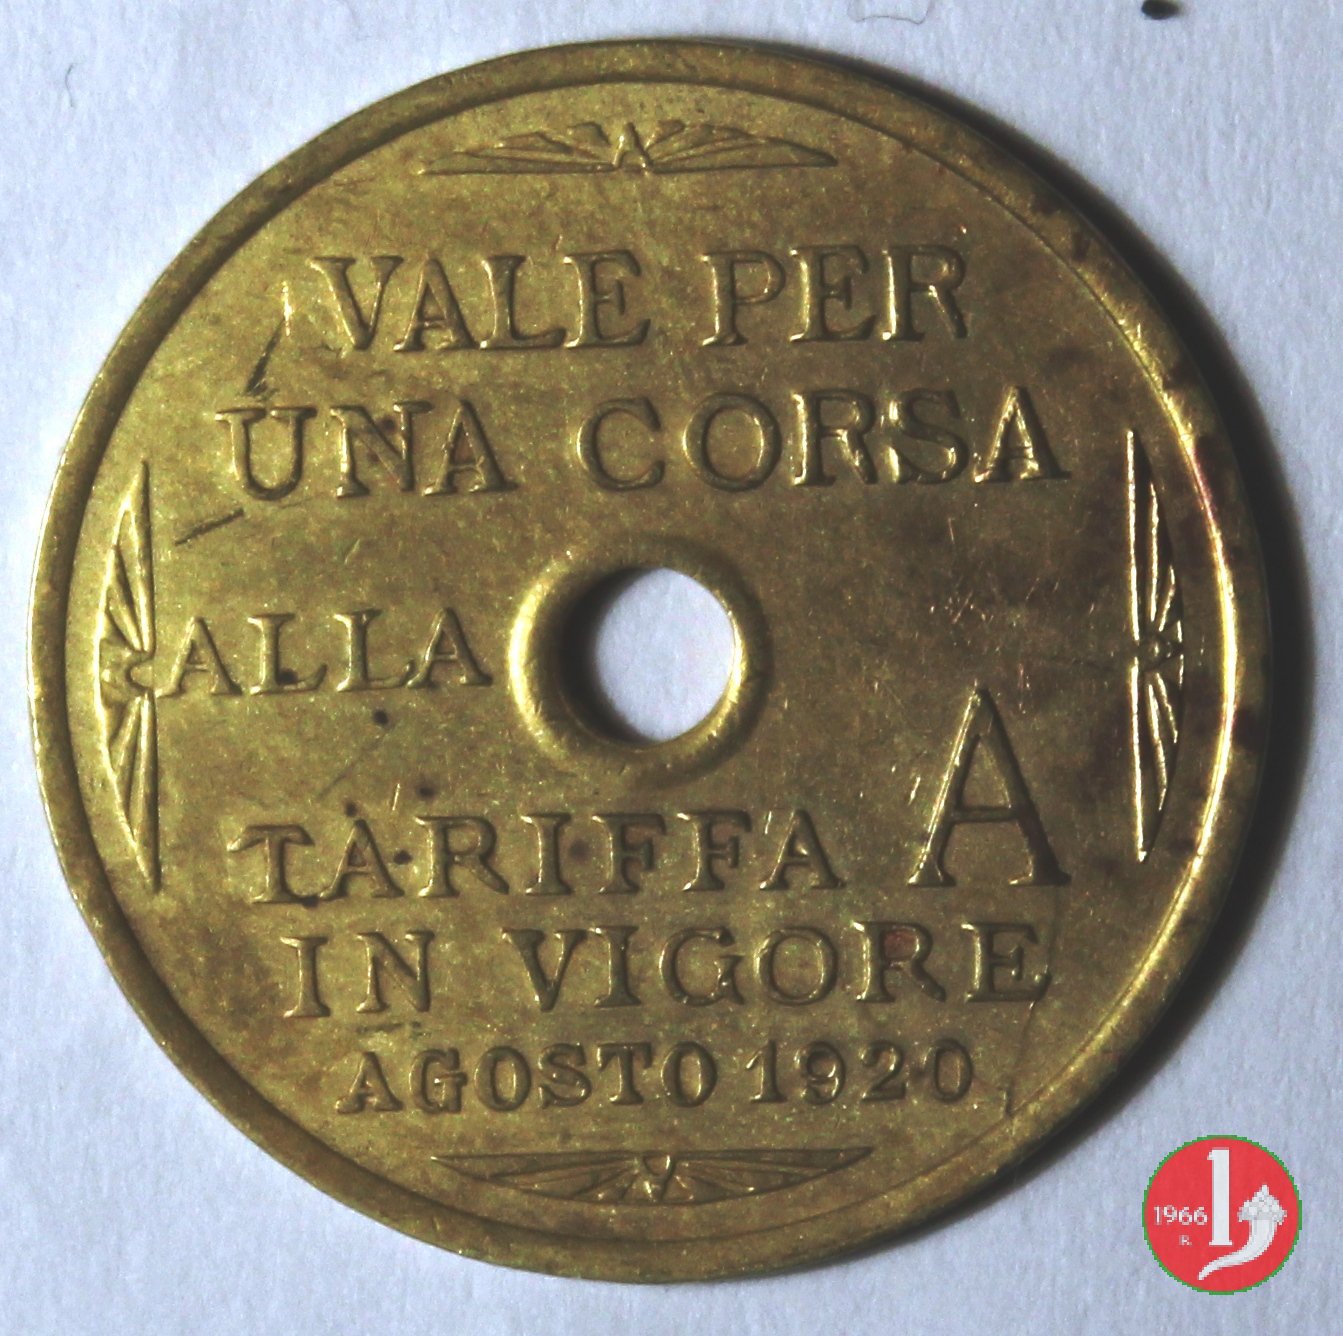 VALE PER
UNA CORSA
ALLA
TARIFFA A
IN VIGORE
AGOSTO 1920
1966
R.